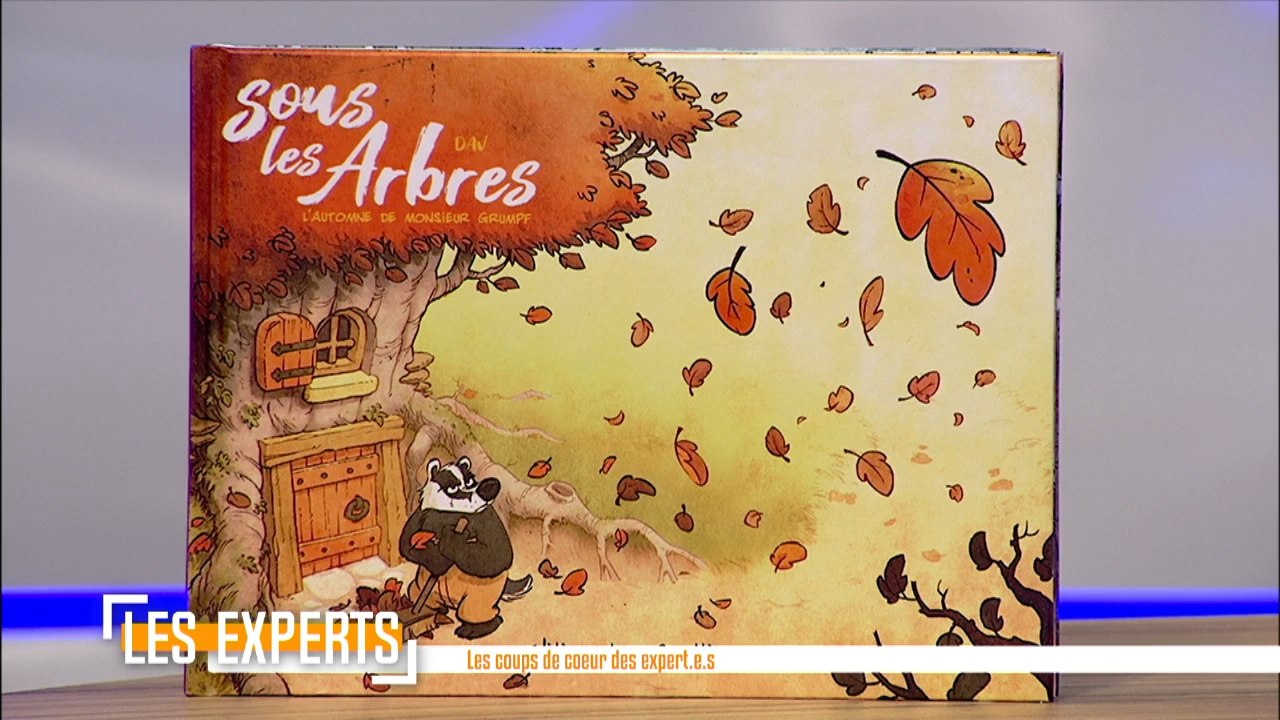 sous
les Arbres
DAV
L'AUTOMNE DE MONSIEUR GRUMPF
LES EXPERTS
Les coups de coeur des expert.e.s